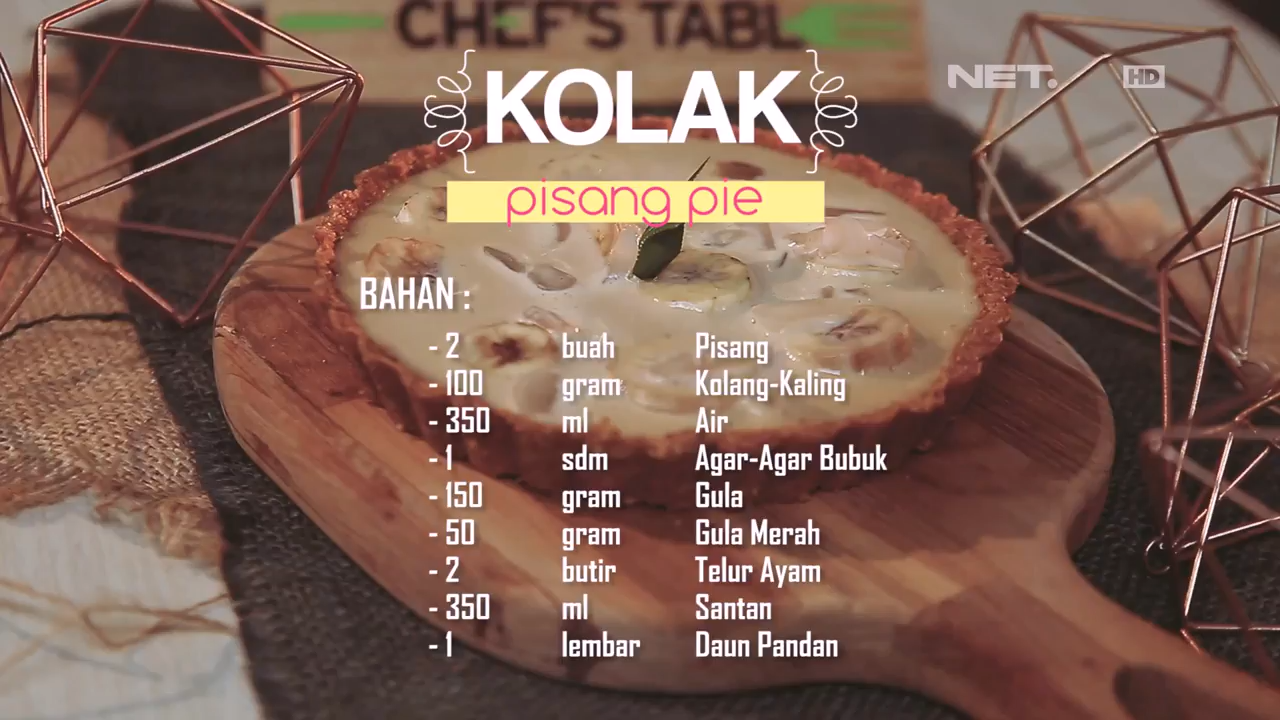 CHEF'S TABL
NET. HD
KOLAK
pisang pie
BAHAN :
- 2 buah Pisang
- 100 gram Kolang-Kaling
- 350 ml Air
- 1 sdm Agar-Agar Bubuk
- 150 gram Gula
- 50 gram Gula Merah
- 2 butir Telur Ayam
- 350 ml Santan
- 1 lembar Daun Pandan